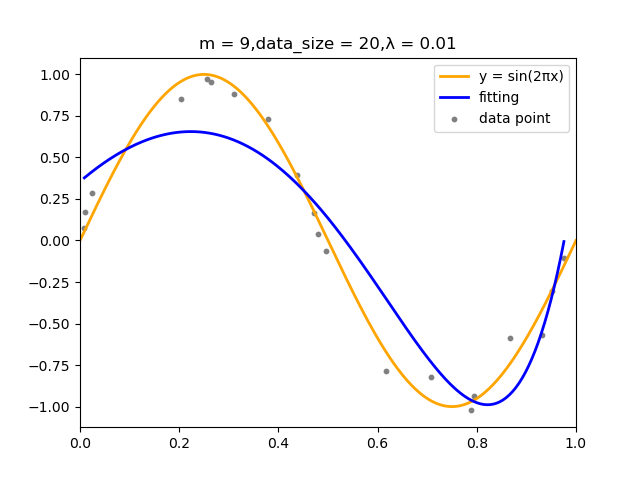 m = 9,data_size = 20,λ = 0.01
y = sin(2πx)
fitting
data point
1.00
0.75
0.50
0.25
0.00
−0.25
−0.50
−0.75
−1.00
0.0 0.2 0.4 0.6 0.8 1.0